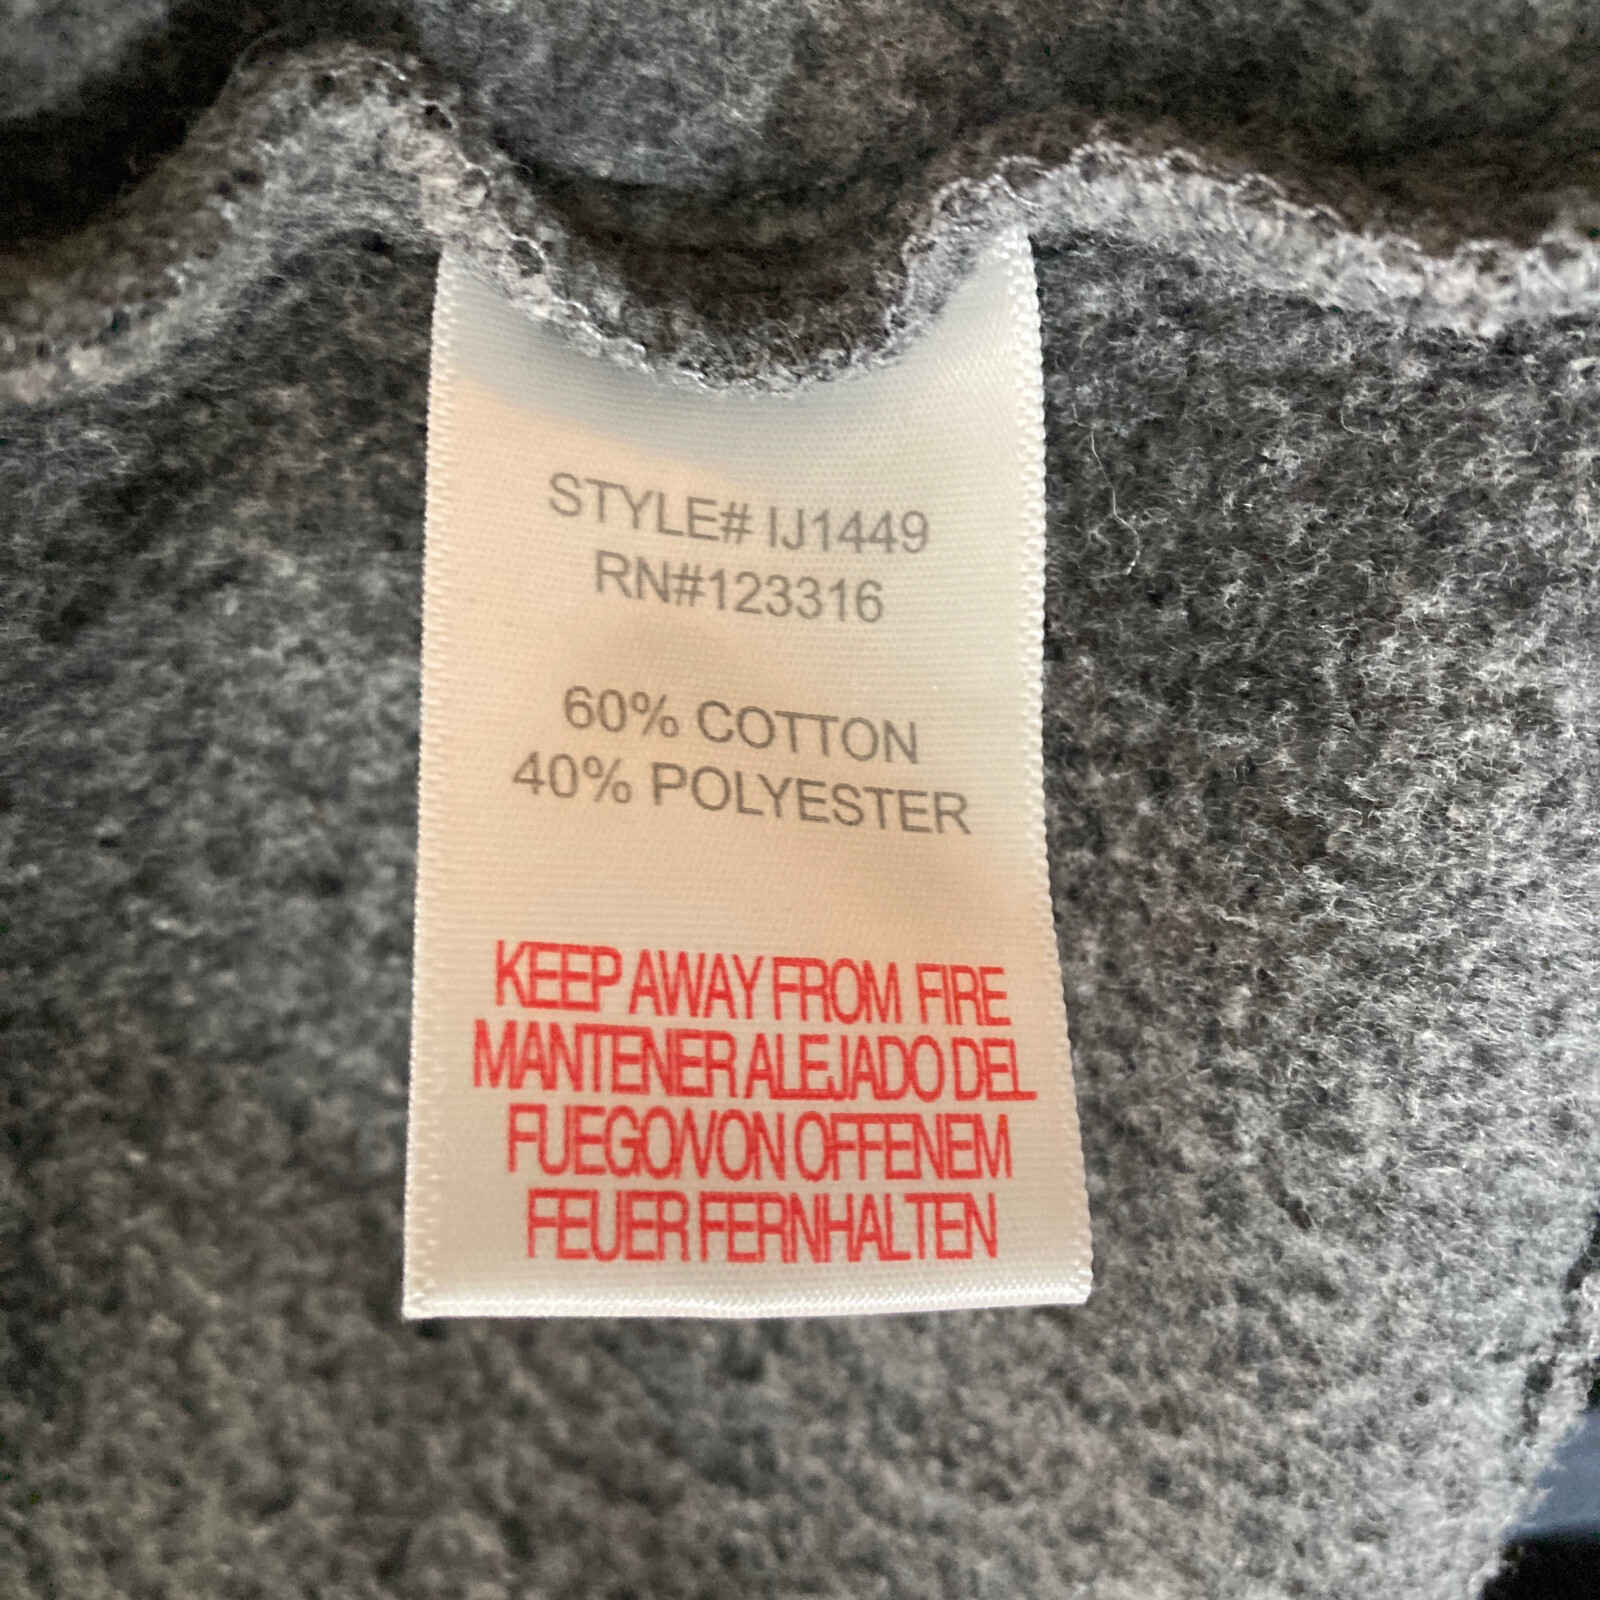 STYLE# IJ1449
RN#123316
60% COTTON
40% POLYESTER
KEEP AWAY FROM FIRE
MANTENER ALEJADO DEL
FUEGO/VON OFFENEM
FEUER FERNHALTEN